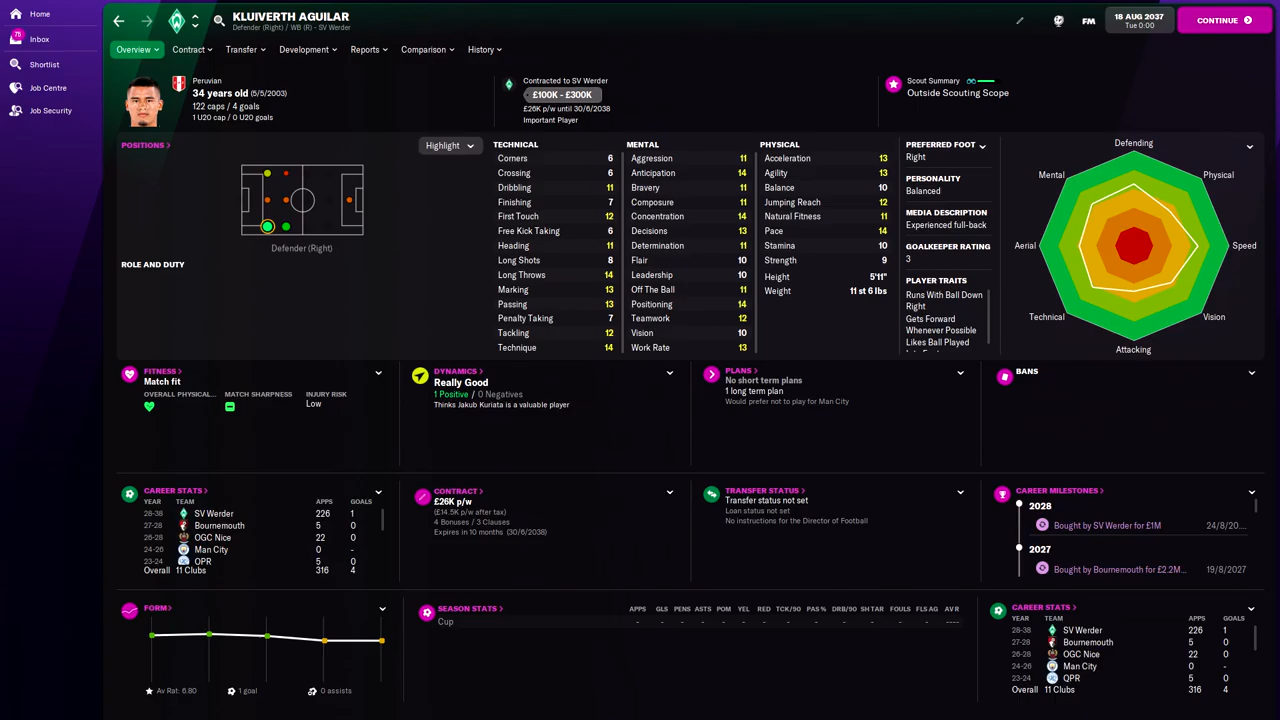 Home
75
Inbox
Shortlist
Job Centre
Job Security
KLUIVERTH AGUILAR
Defender (Right) / WB (R) - SV Werder
FM
18 AUG 2037
Tue 0:00
CONTINUE
Overview
Contract
Transfer
Development
Reports
Comparison
History
Peruvian
34 years old (5/5/2003)
122 caps / 4 goals
1 U20 cap / 0 U20 goals
Contracted to SV Werder
£100K - £300K
£26K p/w until 30/6/2038
Important Player
Scout Summary
Outside Scouting Scope
POSITIONS
Defender (Right)
ROLE AND DUTY
Highlight
TECHNICAL
Corners 6
Crossing 6
Dribbling 11
Finishing 7
First Touch 12
Free Kick Taking 6
Heading 11
Long Shots 8
Long Throws 14
Marking 13
Passing 13
Penalty Taking 7
Tackling 12
Technique 14
MENTAL
Aggression 11
Anticipation 14
Bravery 11
Composure 11
Concentration 14
Decisions 13
Determination 11
Flair 10
Leadership 10
Off The Ball 11
Positioning 14
Teamwork 12
Vision 10
Work Rate 13
PHYSICAL
Acceleration 13
Agility 13
Balance 10
Jumping Reach 12
Natural Fitness 11
Pace 14
Stamina 10
Strength 9
Height 5'11"
Weight 11 st 6 lbs
PREFERRED FOOT
Right
PERSONALITY
Balanced
MEDIA DESCRIPTION
Experienced full-back
GOALKEEPER RATING
3
PLAYER TRAITS
Runs With Ball Down
Right
Gets Forward
Whenever Possible
Likes Ball Played
Defending
Physical
Speed
Vision
Attacking
Technical
Aerial
Mental
FITNESS
Match fit
OVERALL PHYSICAL...
MATCH SHARPNESS
INJURY RISK
Low
DYNAMICS
Really Good
1 Positive / 0 Negatives
Thinks Jakub Kuriata is a valuable player
PLANS
No short term plans
1 long term plan
Would prefer not to play for Man City
BANS
CAREER STATS
YEAR TEAM APPS GOALS
28-38 SV Werder 226 1
27-28 Bournemouth 5 0
26-28 OGC Nice 22 0
24-26 Man City 0 -
23-24 QPR 5 0
Overall 11 Clubs 316 4
CONTRACT
£26K p/w
(£14.5K p/w after tax)
4 Bonuses / 3 Clauses
Expires in 10 months (30/6/2038)
TRANSFER STATUS
Transfer status not set
Loan status not set
No instructions for the Director of Football
CAREER MILESTONES
2028
Bought by SV Werder for £1M 24/8/20...
2027
Bought by Bournemouth for £2.2M... 19/8/2027
FORM
Av Rat: 6.80
1 goal
0 assists
SEASON STATS
APPS GLS PENS ASTS POM YEL RED TCK/90 PAS % DRB/90 SH TAR FOULS FLS AG AV R
Cup - - - - - - - - - - - - - ----
CAREER STATS
YEAR TEAM APPS GOALS
28-38 SV Werder 226 1
27-28 Bournemouth 5 0
26-28 OGC Nice 22 0
24-26 Man City 0 -
23-24 QPR 5 0
Overall 11 Clubs 316 4